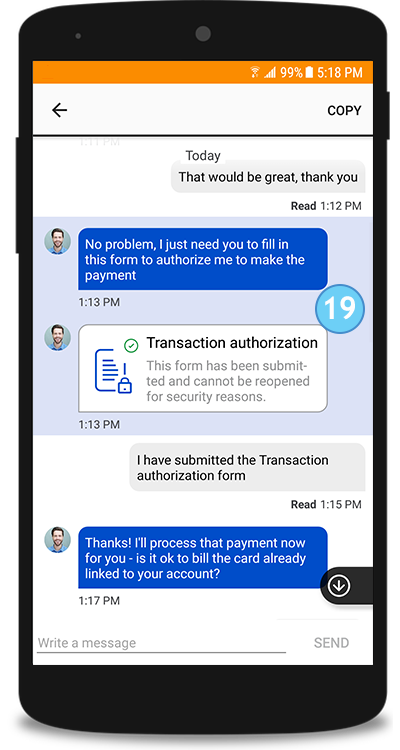 99% 5:18 PM
COPY
1:11 PM
Today
That would be great, thank you
Read 1:12 PM
No problem, I just need you to fill in
this form to authorize me to make the
payment
1:13 PM
19
Transaction authorization
This form has been submit-
ted and cannot be reopened
for security reasons.
1:13 PM
I have submitted the Transaction
authorization form
Read 1:15 PM
Thanks! I'll process that payment now
for you - is it ok to bill the card already
linked to your account?
1:17 PM
Write a message
SEND